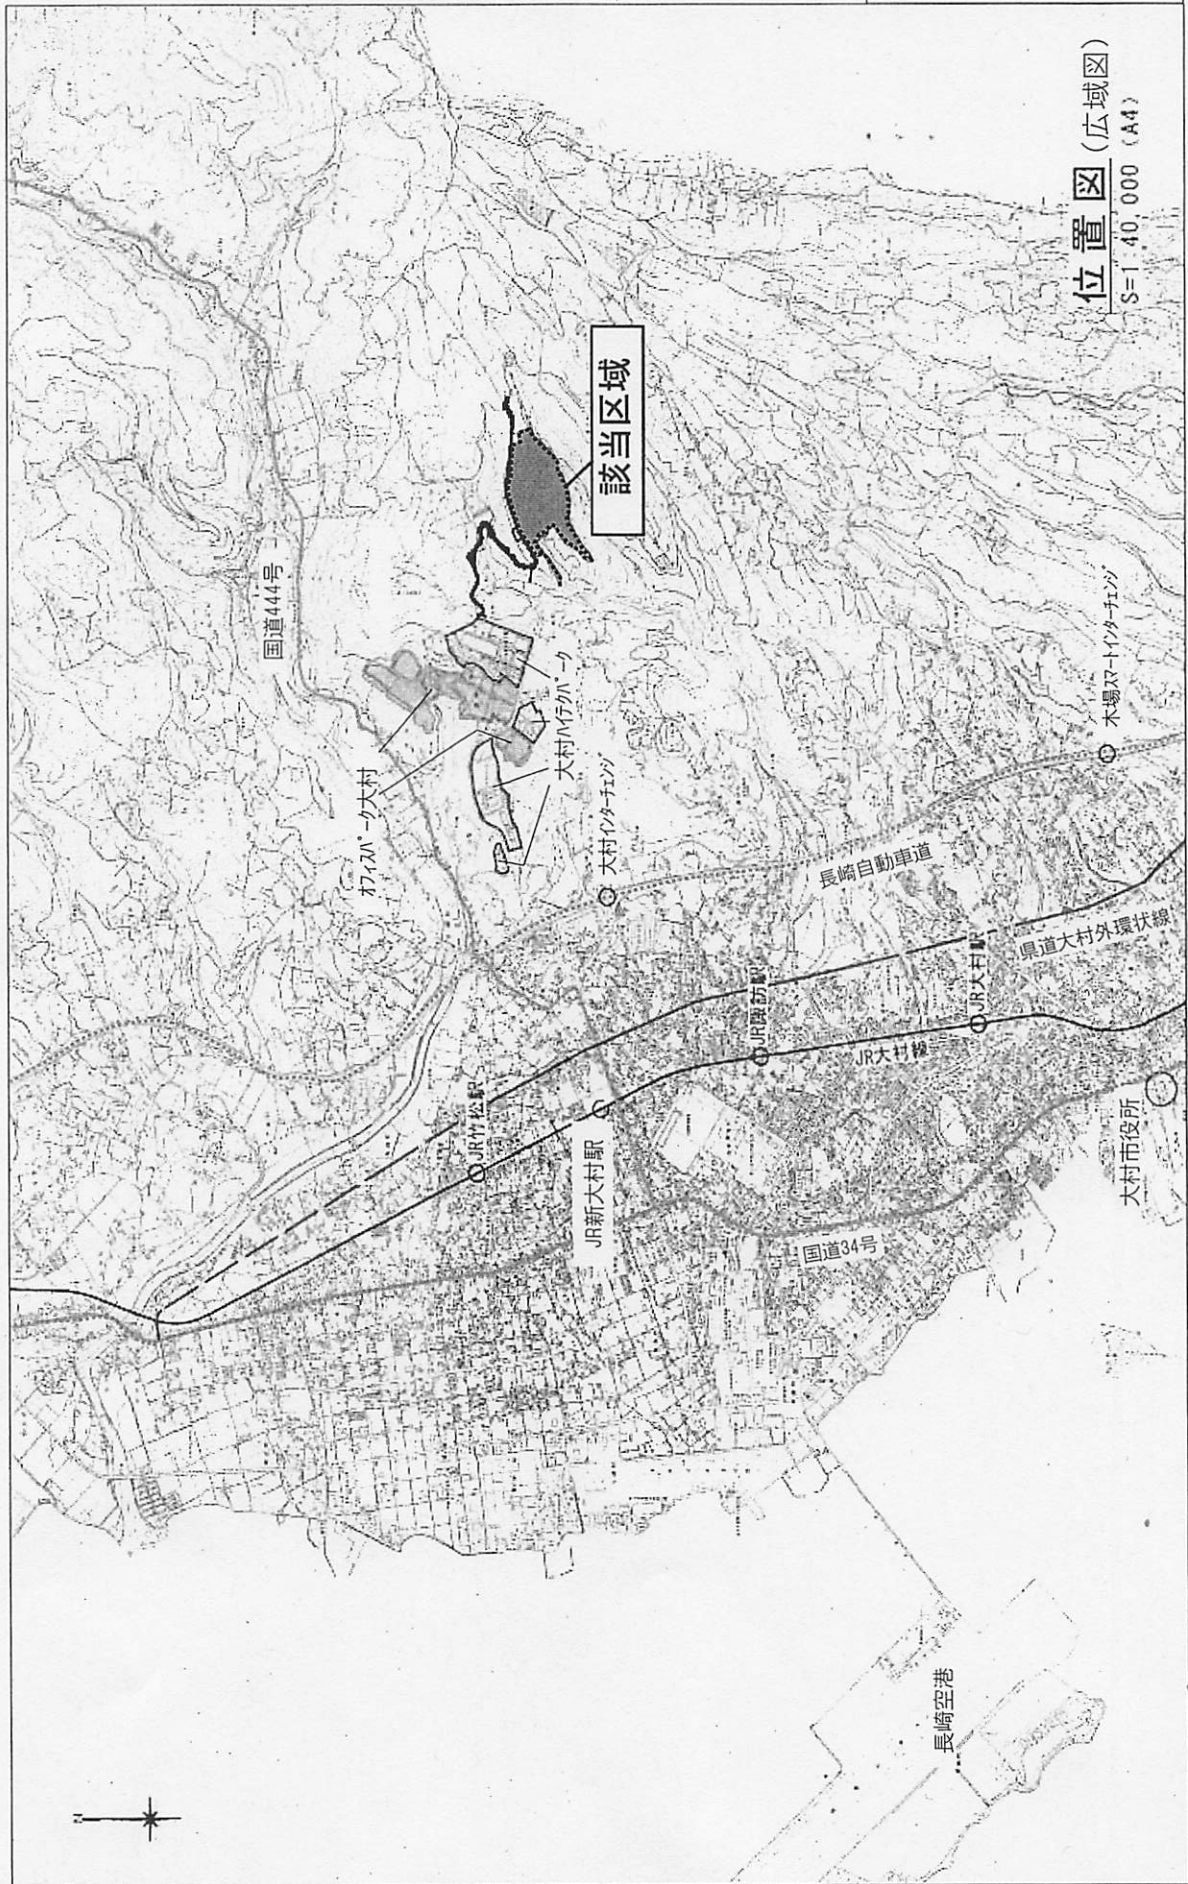 位置図(広域図)
S=1:40,000 (A4)
N
国道444号
該当区域
オフィスパーク大村
大村ハイテクパーク
大村インターチェンジ
木場スマートインターチェンジ
長崎自動車道
県道大村外環状線
JR竹松駅
JR新大村駅
JR諏訪駅
JR大村駅
JR大村線
国道34号
大村市役所
長崎空港